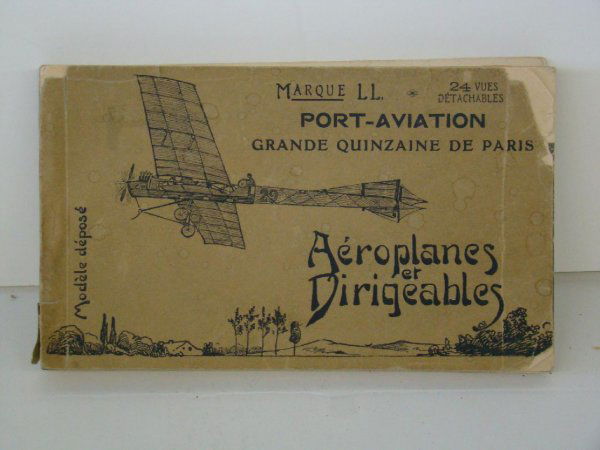 MARQUE LL.
24 VUES
DÉTACHABLES
PORT-AVIATION
GRANDE QUINZAINE DE PARIS
Aéroplanes
et
Dirigeables
Modèle déposé